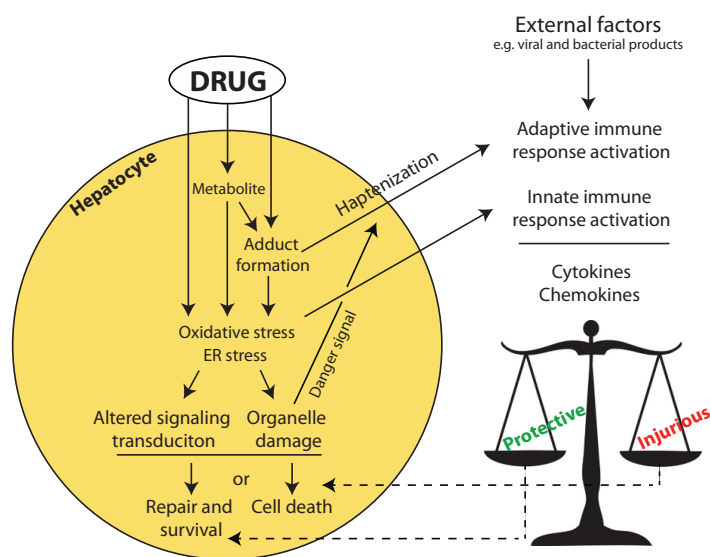 External factors
e.g. viral and bacterial products
DRUG
Hepatocyte
Adaptive immune
response activation
Haptenization
Metabolite
Innate immune
response activation
Adduct
formation
Cytokines
Chemokines
Oxidative stress
ER stress
Danger signal
Altered signaling
transduciton
Organelle
damage
Protective
Injurious
or
Repair and
survival
Cell death